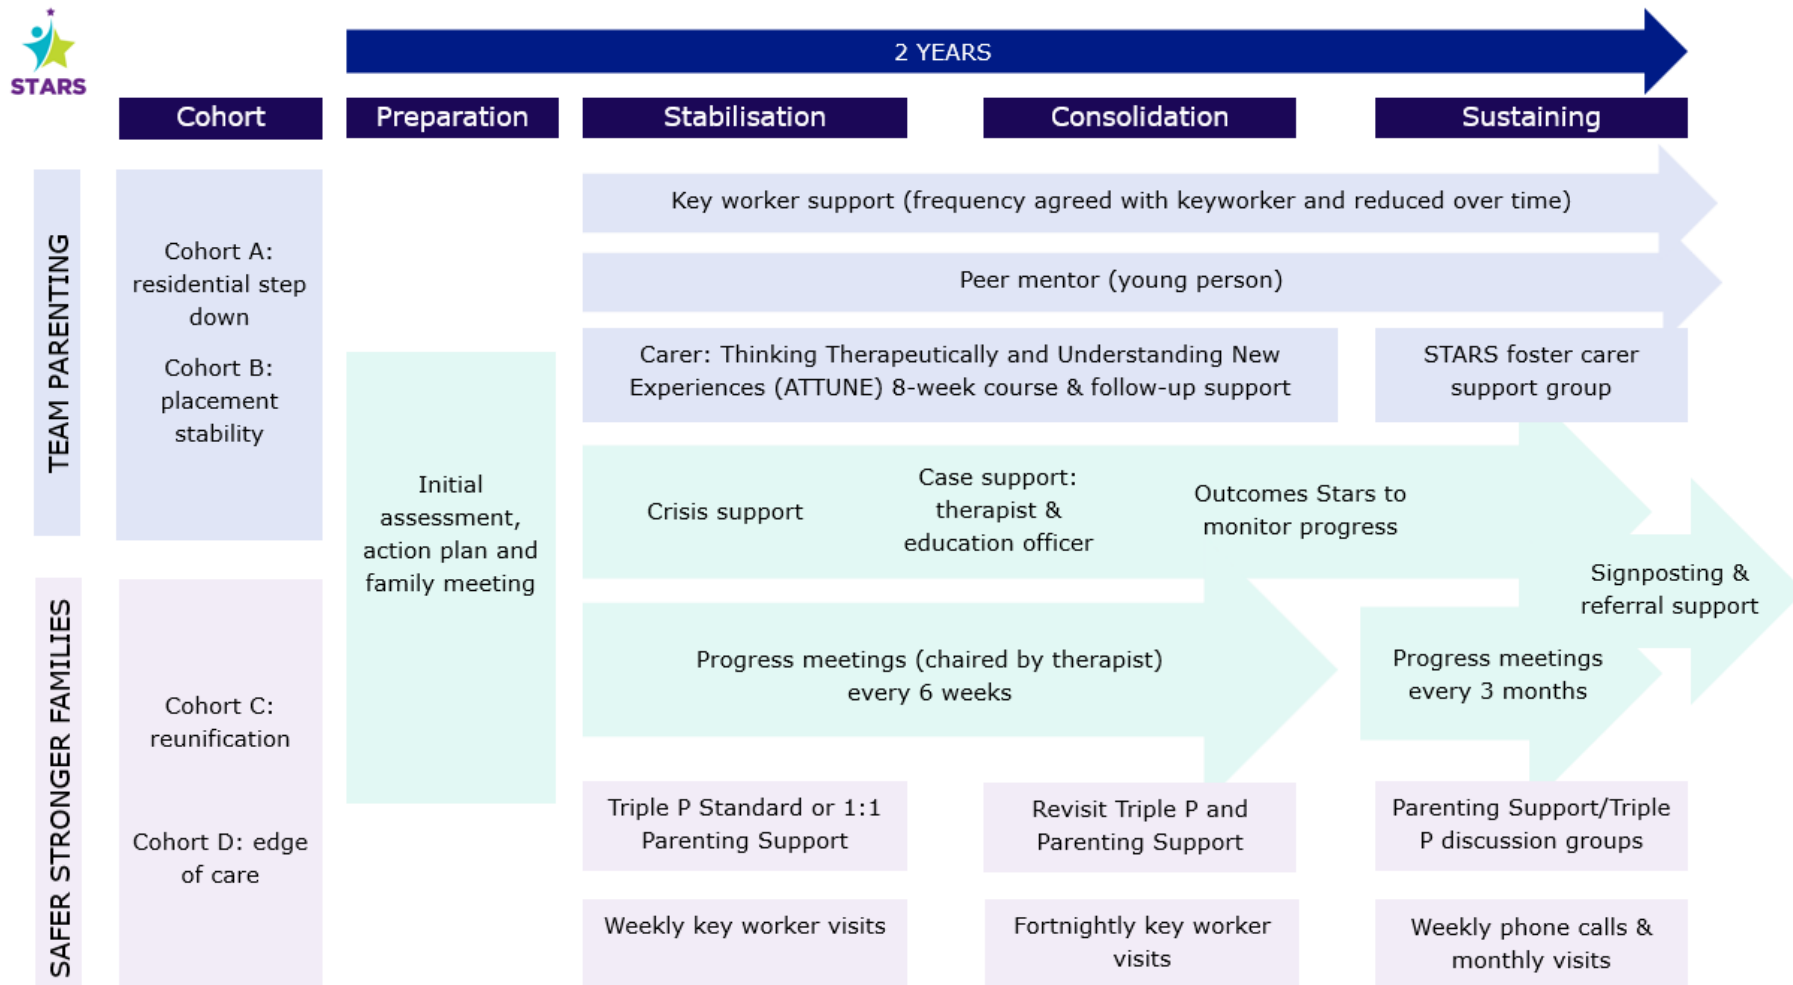 STARS
2 YEARS
Cohort
Preparation
Stabilisation
Consolidation
Sustaining
TEAM PARENTING
Cohort A:
residential step
down
Cohort B:
placement
stability
Key worker support (frequency agreed with keyworker and reduced over time)
Peer mentor (young person)
Carer: Thinking Therapeutically and Understanding New
Experiences (ATTUNE) 8-week course & follow-up support
STARS foster carer
support group
Initial
assessment,
action plan and
family meeting
Crisis support
Case support:
therapist &
education officer
Outcomes Stars to
monitor progress
Signposting &
referral support
Progress meetings (chaired by therapist)
every 6 weeks
Progress meetings
every 3 months
SAFER STRONGER FAMILIES
Cohort C:
reunification
Cohort D: edge
of care
Triple P Standard or 1:1
Parenting Support
Revisit Triple P and
Parenting Support
Parenting Support/Triple
P discussion groups
Weekly key worker visits
Fortnightly key worker
visits
Weekly phone calls &
monthly visits